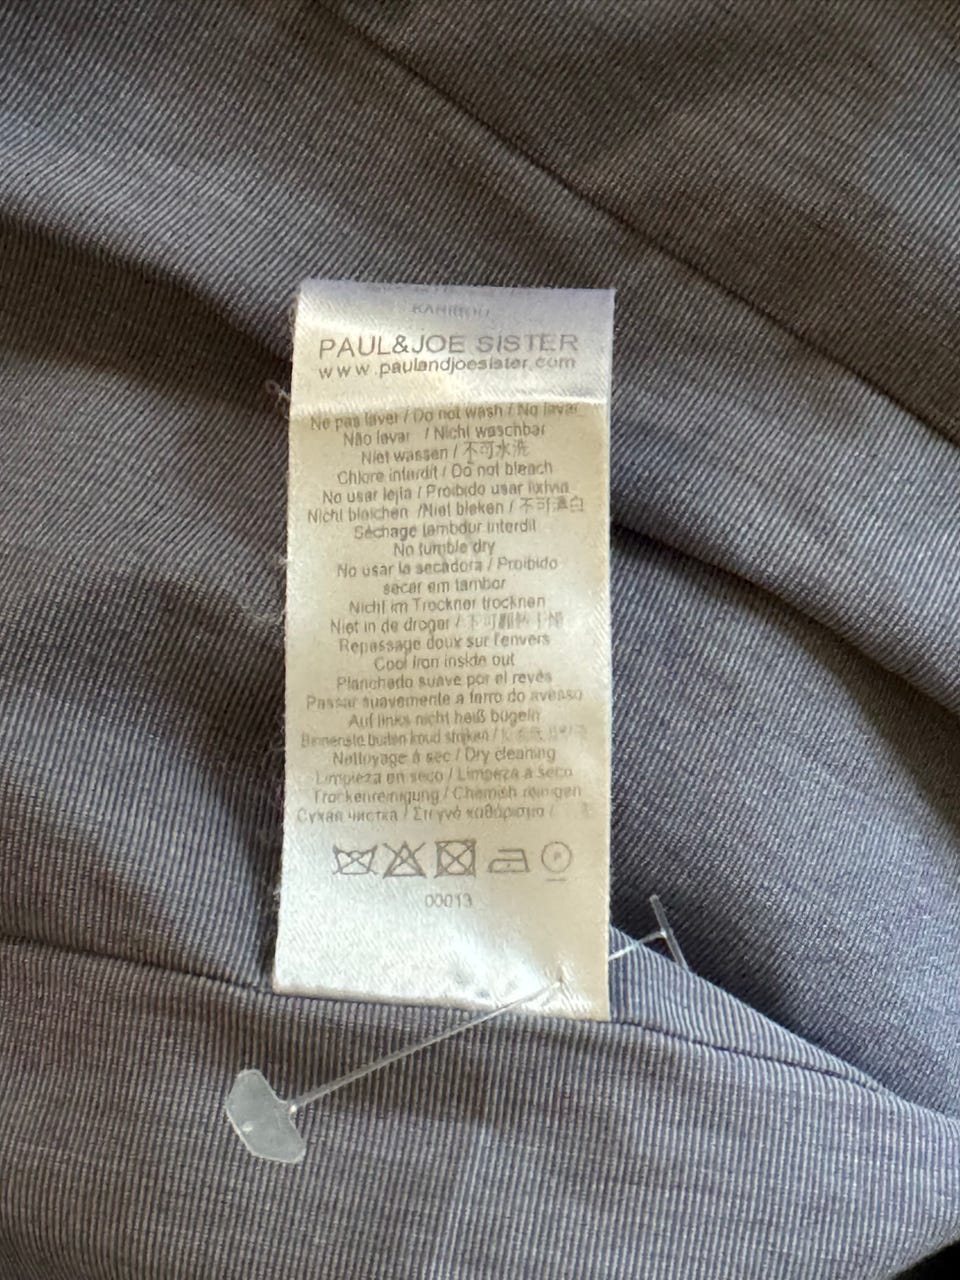 PAUL&JOE SISTER
www.paulandjoesister.com
Ne pas laver / Do not wash / No lavar
Não lavar / Nicht waschbar
Niet wassen / 不可水洗
Chlore interdit / Do not bleach
No usar lejia / Proibido usar lixivia
Nicht bleichen /Niet bleken / 不可漂白
Séchage tambour interdit
No tumble dry
No usar la secadora / Proibido
secar em tambor
Nicht im Trockner trocknen
Niet in de droger /
Repassage doux sur l'envers
Cool iron inside out
Planchado suave por el revés
Passar suavemente a ferro do avesso
Auf links nicht heiß bügeln
Binnenste buiten koud strijken /
Nettoyage à sec / Dry cleaning
Limpieza en seco / Limpeza a seco
Trockenreinigung / Chemish reinigen
Сухая чистка / Στεγνό καθάρισμα /
P
00013